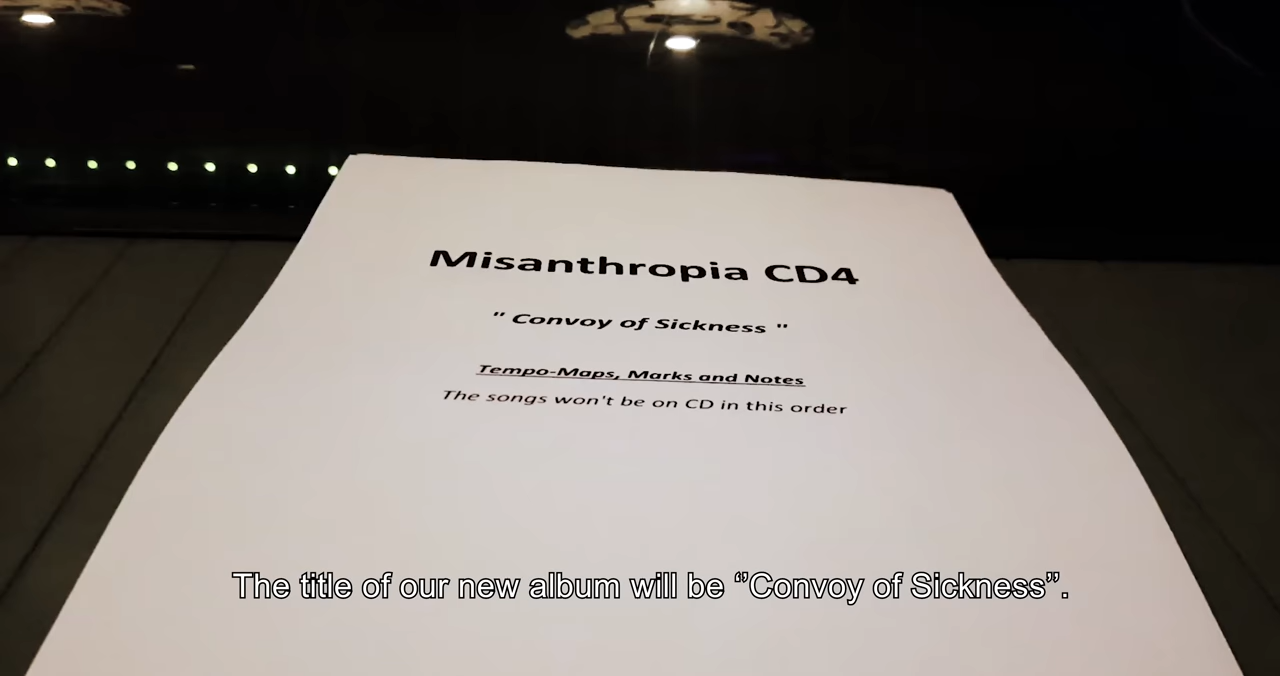 Misanthropia CD4
" Convoy of Sickness "
Tempo-Maps, Marks and Notes
The songs won't be on CD in this order
The title of our new album will be ‘’Convoy of Sickness’’.